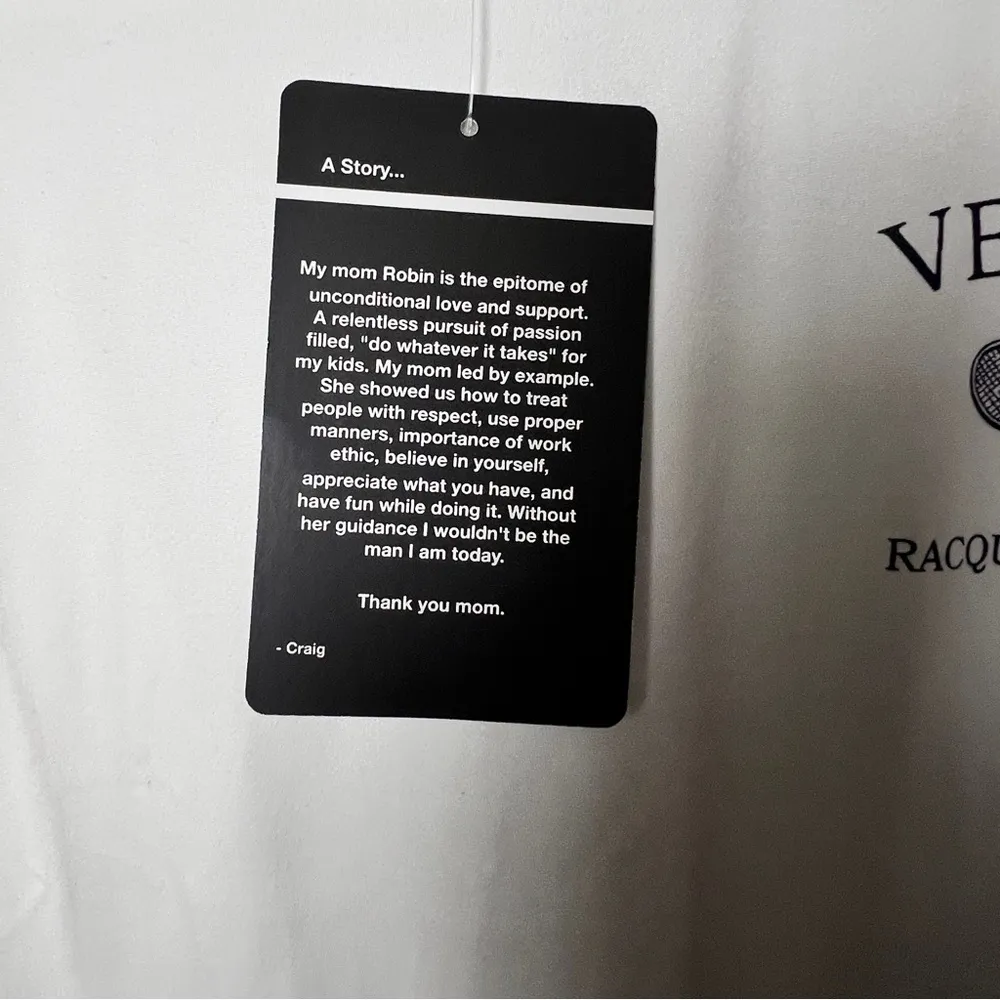 A Story...
My mom Robin is the epitome of
unconditional love and support.
A relentless pursuit of passion
filled, "do whatever it takes" for
my kids. My mom led by example.
She showed us how to treat
people with respect, use proper
manners, importance of work
ethic, believe in yourself,
appreciate what you have, and
have fun while doing it. Without
her guidance I wouldn't be the
man I am today.
Thank you mom.
- Craig